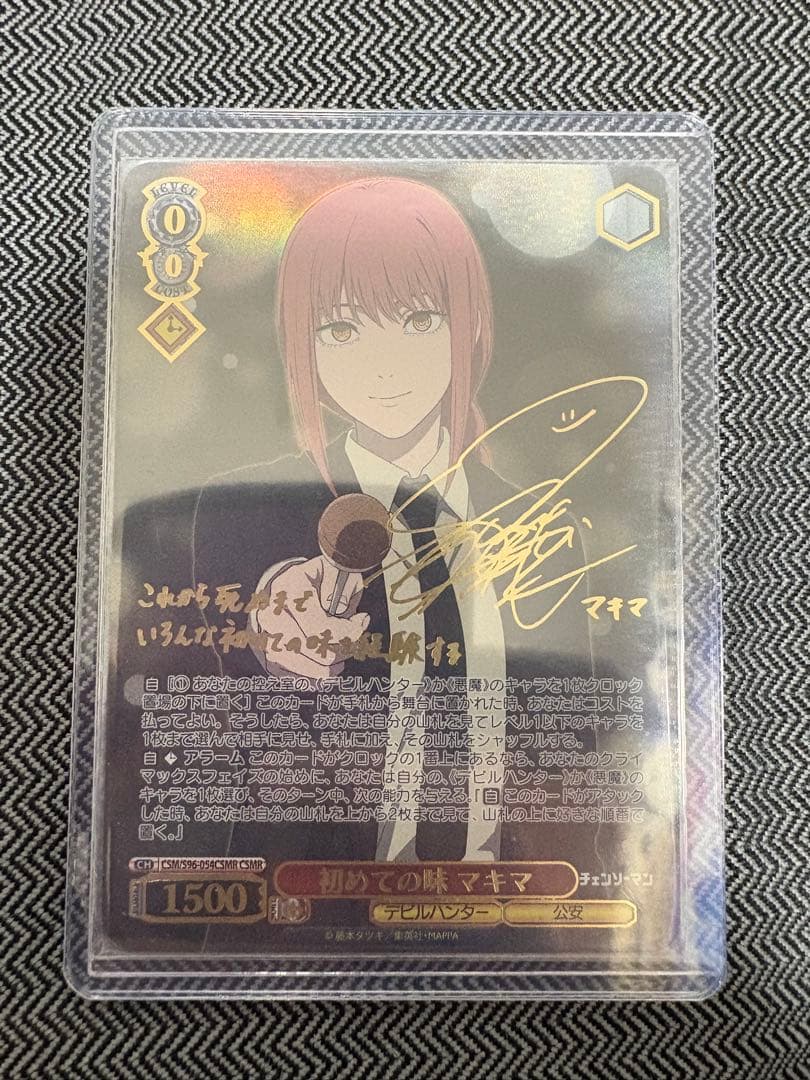 LEVEL
0
0
COST
これから死ぬまで
いろんな初めての味を経験する
マキマ
自【① あなたの控え室の、《デビルハンター》か《悪魔》のキャラを1枚クロック
置場の下に置く】 このカードが手札から舞台に置かれた時、あなたはコストを
払ってよい。そうしたら、あなたは自分の山札を見てレベル1以下のキャラを
1枚まで選んで相手に見せ、手札に加え、その山札をシャッフルする。
自 アラーム このカードがクロックの1番上にあるなら、あなたのクライ
マックスフェイズの始めに、あなたは自分の、《デビルハンター》か《悪魔》の
キャラを1枚選び、そのターン中、次の能力を与える。『自 このカードがアタック
した時、あなたは自分の山札を上から2枚まで見て、山札の上に好きな順番で
置く。』
CH CSM/S96-054CSMR CSMR
1500
初めての味 マキマ
チェンソーマン
デビルハンター
公安
©藤本タツキ／集英社・MAPPA